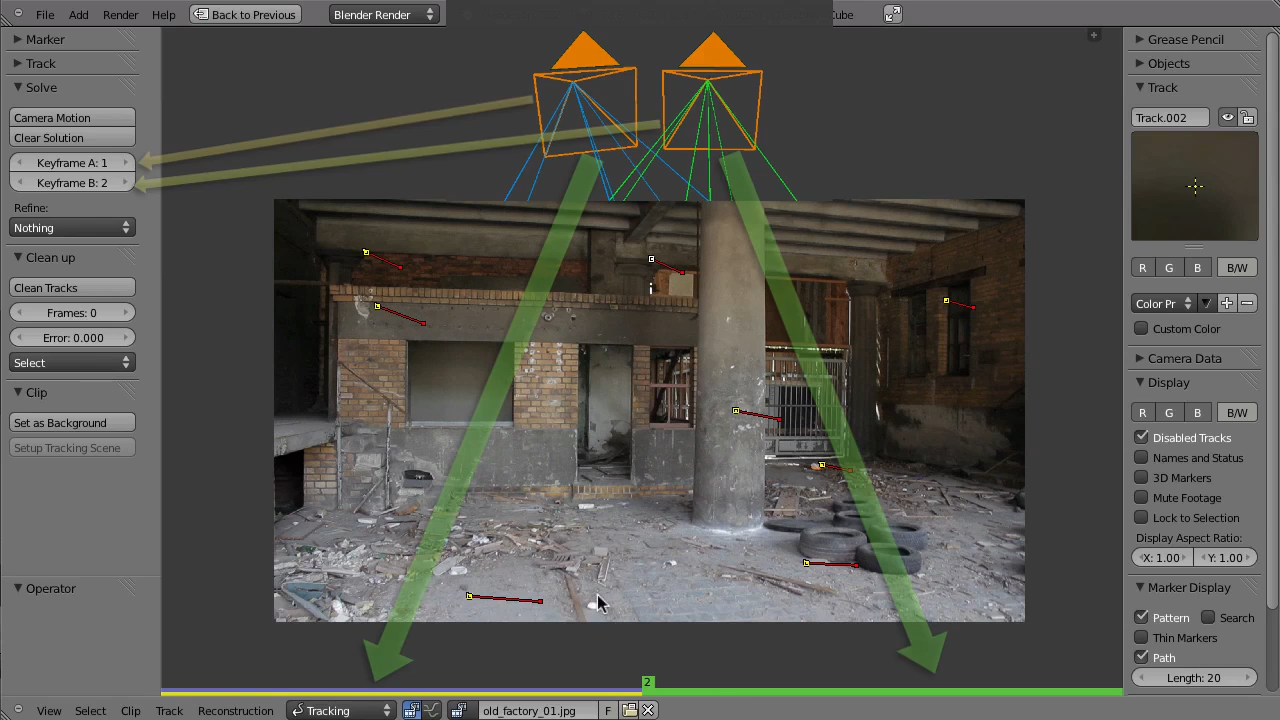 File Add Render Help Back to Previous Blender Render Cube
Marker
Track
Solve
Camera Motion
Clear Solution
Keyframe A: 1
Keyframe B: 2
Refine:
Nothing
Clean up
Clean Tracks
Frames: 0
Error: 0.000
Select
Clip
Set as Background
Setup Tracking Scene
Operator
Grease Pencil
Objects
Track
Track.002
R G B B/W
Color Pr
Custom Color
Camera Data
Display
R G B B/W
Disabled Tracks
Names and Status
3D Markers
Mute Footage
Lock to Selection
Display Aspect Ratio:
X: 1.00 Y: 1.00
Marker Display
Pattern Search
Thin Markers
Path
Length: 20
2
View Select Clip Track Reconstruction Tracking old_factory_01.jpg F